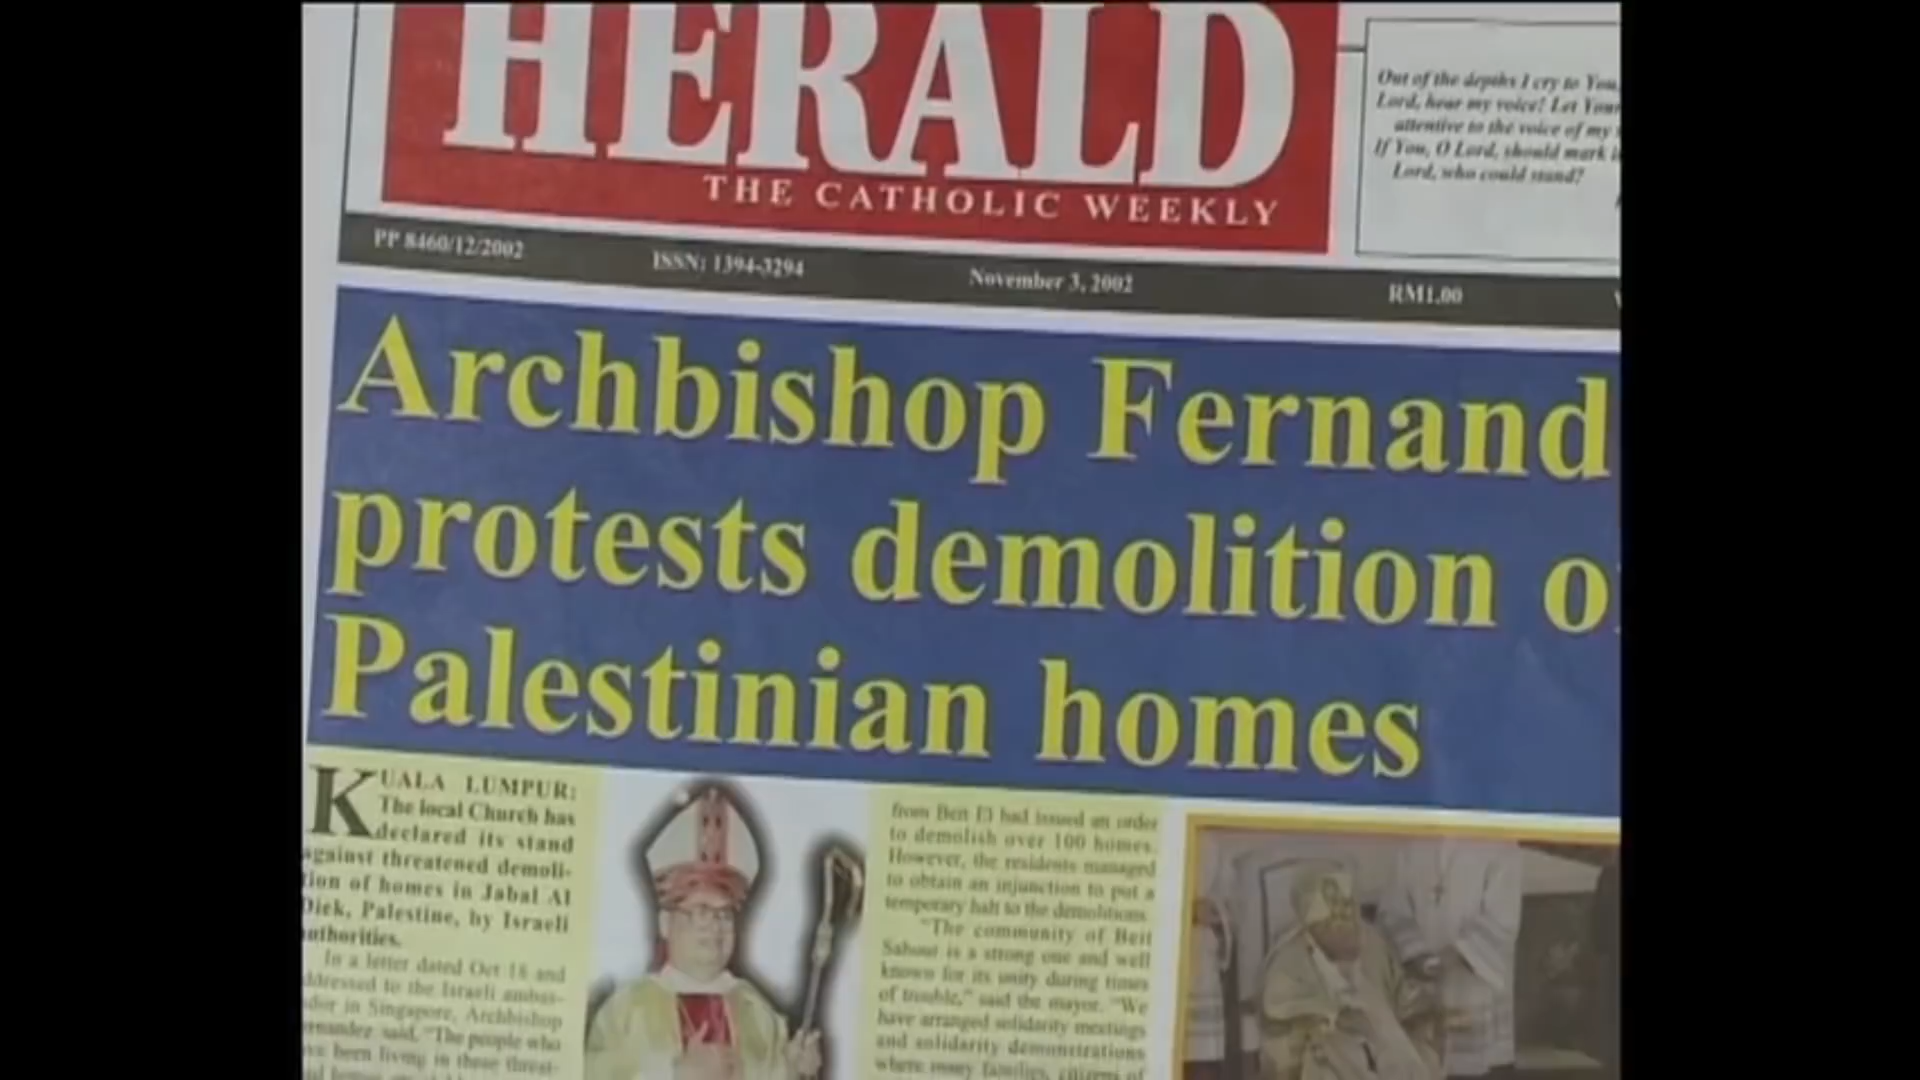 HERALD
THE CATHOLIC WEEKLY
Out of the depths I cry to You,
Lord, hear my voice! Let Your
attentive to the voice of my
If You, O Lord, should mark
Lord, who could stand?
PP 8460/12/2002 ISSN: 1394-3294 November 3, 2002 RM1.00
Archbishop Fernand
protests demolition o
Palestinian homes
KUALA LUMPUR:
The local Church has
declared its stand
against threatened demoli-
tion of homes in Jabal Al
Diek, Palestine, by Israeli
authorities.
In a letter dated Oct 16 and
ddressed to the Israeli ambas-
dor in Singapore, Archbishop
ernandez said, "The people who
ve been living in these threat-
from Beit El had issued an order
to demolish over 100 homes.
However, the residents managed
to obtain an injunction to put a
temporary halt to the demolitions.
"The community of Beit
Sahour is a strong one and well
known for its unity during times
of trouble," said the mayor. "We
have arranged solidarity meetings
and solidarity demonstrations
where many families, citizens of